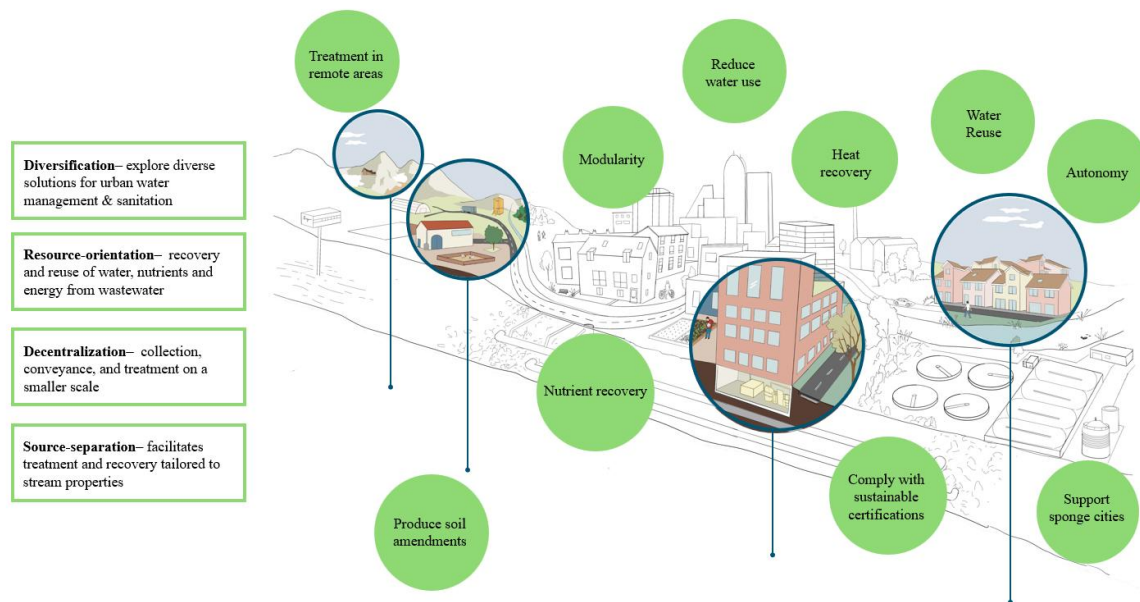 Diversification– explore diverse
solutions for urban water
management & sanitation
Resource-orientation– recovery
and reuse of water, nutrients and
energy from wastewater
Decentralization– collection,
conveyance, and treatment on a
smaller scale
Source-separation– facilitates
treatment and recovery tailored to
stream properties
Treatment in
remote areas
Modularity
Reduce
water use
Heat
recovery
Water
Reuse
Autonomy
Nutrient recovery
Produce soil
amendments
Comply with
sustainable
certifications
Support
sponge cities